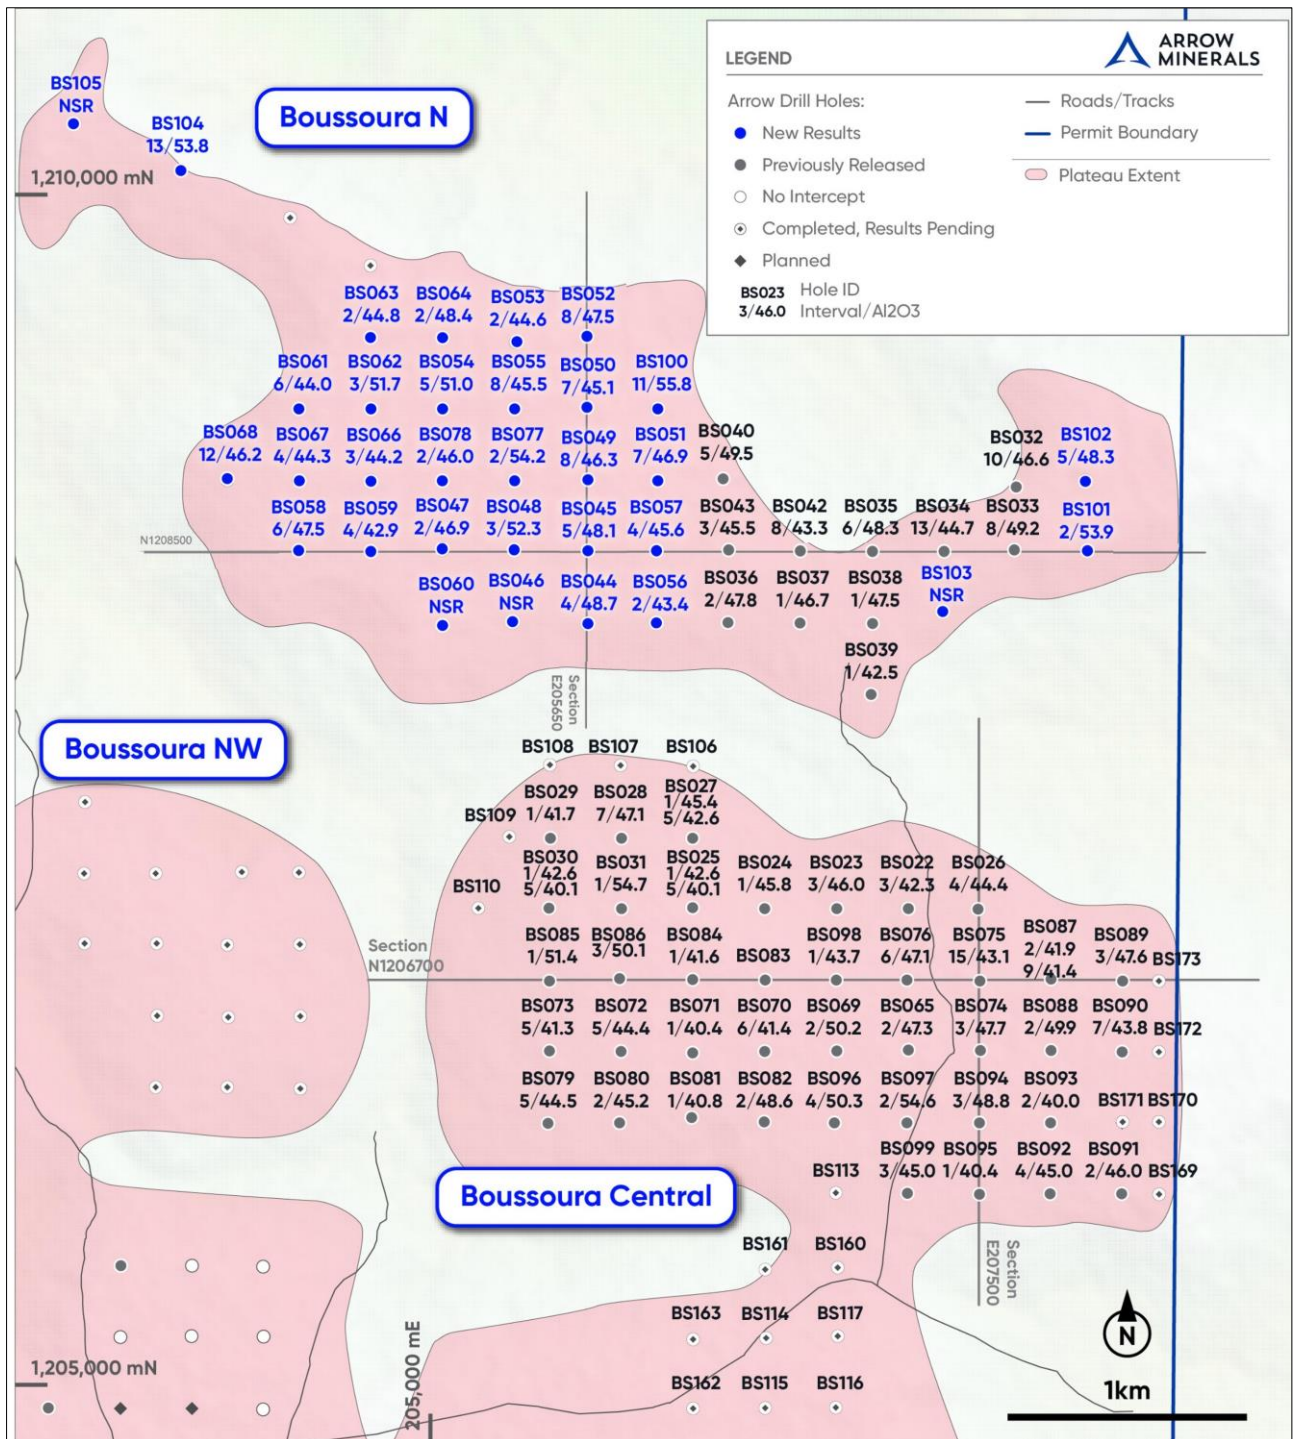 ARROW
MINERALS
LEGEND
Arrow Drill Holes:
New Results
Previously Released
No Intercept
Completed, Results Pending
Planned
BS023 Hole ID
3/46.0 Interval/Al2O3
Roads/Tracks
Permit Boundary
Plateau Extent
BS105
NSR
BS104
13/53.8
Boussoura N
1,210,000 mN
BS063 BS064 BS053 BS052
2/44.8 2/48.4 2/44.6 8/47.5
BS061 BS062 BS054 BS055 BS050 BS100
6/44.0 3/51.7 5/51.0 8/45.5 7/45.1 11/55.8
BS068 BS067 BS066 BS078 BS077 BS049 BS051 BS040 BS032 BS102
12/46.2 4/44.3 3/44.2 2/46.0 2/54.2 8/46.3 7/46.9 5/49.5 10/46.6 5/48.3
BS058 BS059 BS047 BS048 BS045 BS057 BS043 BS042 BS035 BS034 BS033 BS101
6/47.5 4/42.9 2/46.9 3/52.3 5/48.1 4/45.6 3/45.5 8/43.3 6/48.3 13/44.7 8/49.2 2/53.9
N1208500
BS060 BS046 BS044 BS056 BS036 BS037 BS038 BS103
NSR NSR 4/48.7 2/43.4 2/47.8 1/46.7 1/47.5 NSR
BS039
1/42.5
Section
E205650
Boussoura NW
BS108 BS107 BS106
BS029 BS028 BS027
1/41.7 7/47.1 1/45.4
5/42.6
BS109
BS030 BS031 BS025 BS024 BS023 BS022 BS026
1/42.6 1/54.7 1/42.6 1/45.8 3/46.0 3/42.3 4/44.4
5/40.1 5/40.1
BS110
Section
N1206700
BS085 BS086 BS084 BS083 BS098 BS076 BS075 BS087 BS089
1/51.4 3/50.1 1/41.6 1/43.7 6/47.1 15/43.1 2/41.9 3/47.6 BS173
9/41.4
BS073 BS072 BS071 BS070 BS069 BS065 BS074 BS088 BS090
5/41.3 5/44.4 1/40.4 6/41.4 2/50.2 2/47.3 3/47.7 2/49.9 7/43.8 BS172
BS079 BS080 BS081 BS082 BS096 BS097 BS094 BS093
5/44.5 2/45.2 1/40.8 2/48.6 4/50.3 2/54.6 3/48.8 2/40.0 BS171 BS170
BS113 BS099 BS095 BS092 BS091
3/45.0 1/40.4 4/45.0 2/46.0 BS169
Boussoura Central
BS161 BS160
Section
E207500
BS163 BS114 BS117
BS162 BS115 BS116
1,205,000 mN
205,000 mE
N
1km